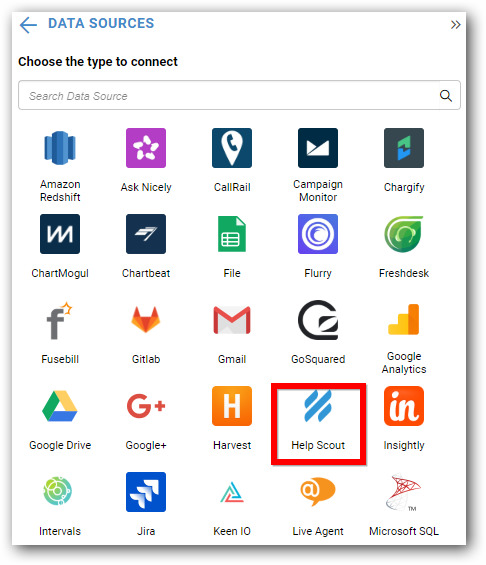 DATA SOURCES
Choose the type to connect
Search Data Source
Amazon Redshift
Ask Nicely
CallRail
Campaign Monitor
Chargify
ChartMogul
Chartbeat
File
Flurry
Freshdesk
Fusebill
Gitlab
Gmail
GoSquared
Google Analytics
Google Drive
Google+
Harvest
Help Scout
Insightly
Intervals
Jira
Keen IO
Live Agent
Microsoft SQL